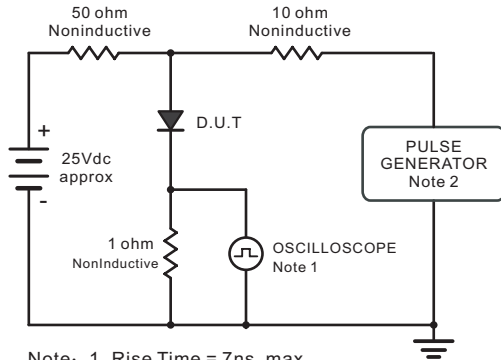 50 ohm
Noninductive
10 ohm
Noninductive
+
D.U.T
25Vdc
approx
-
PULSE
GENERATOR
Note 2
1 ohm
NonInductive
OSCILLOSCOPE
Note 1
Note: 1. Rise Time = 7ns, max.